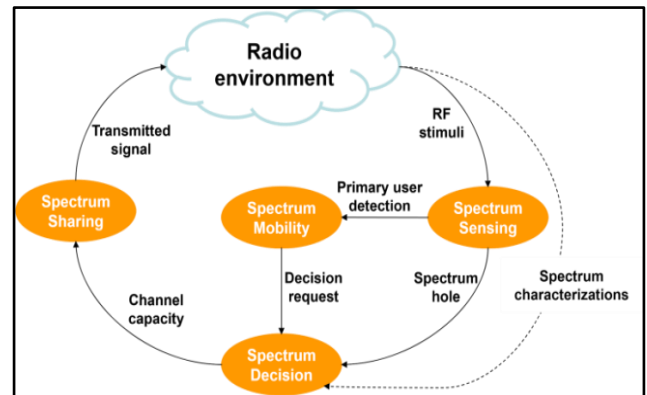 Radio
environment
Transmitted
signal
RF
stimuli
Primary user
detection
Spectrum
Sharing
Spectrum
Mobility
Spectrum
Sensing
Channel
capacity
Decision
request
Spectrum
hole
Spectrum
characterizations
Spectrum
Decision